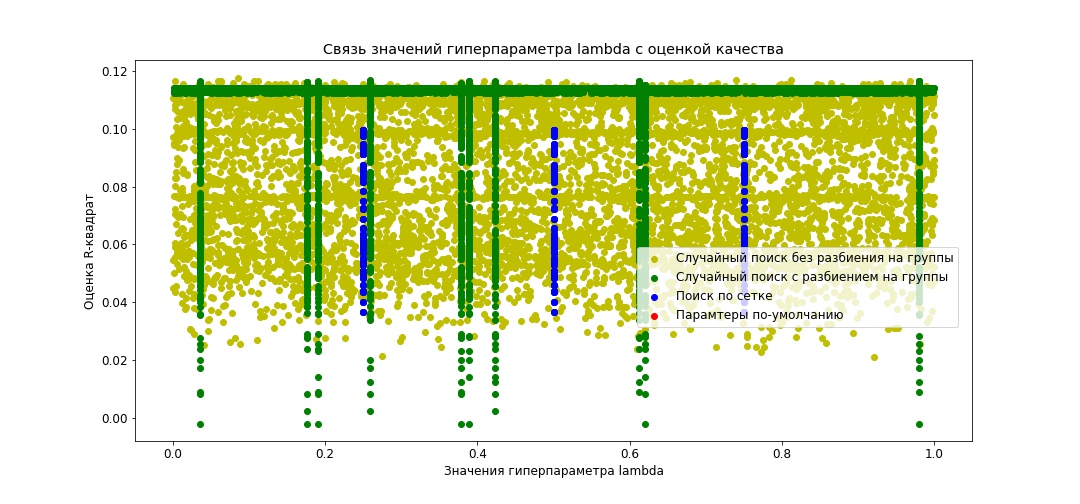 Связь значений гиперпараметра lambda с оценкой качества
0.12
0.10
0.08
0.06
0.04
0.02
0.00
Оценка R-квадрат
Случайный поиск без разбиения на группы
Случайный поиск с разбиением на группы
Поиск по сетке
Парамтеры по-умолчанию
0.0 0.2 0.4 0.6 0.8 1.0
Значения гиперпараметра lambda